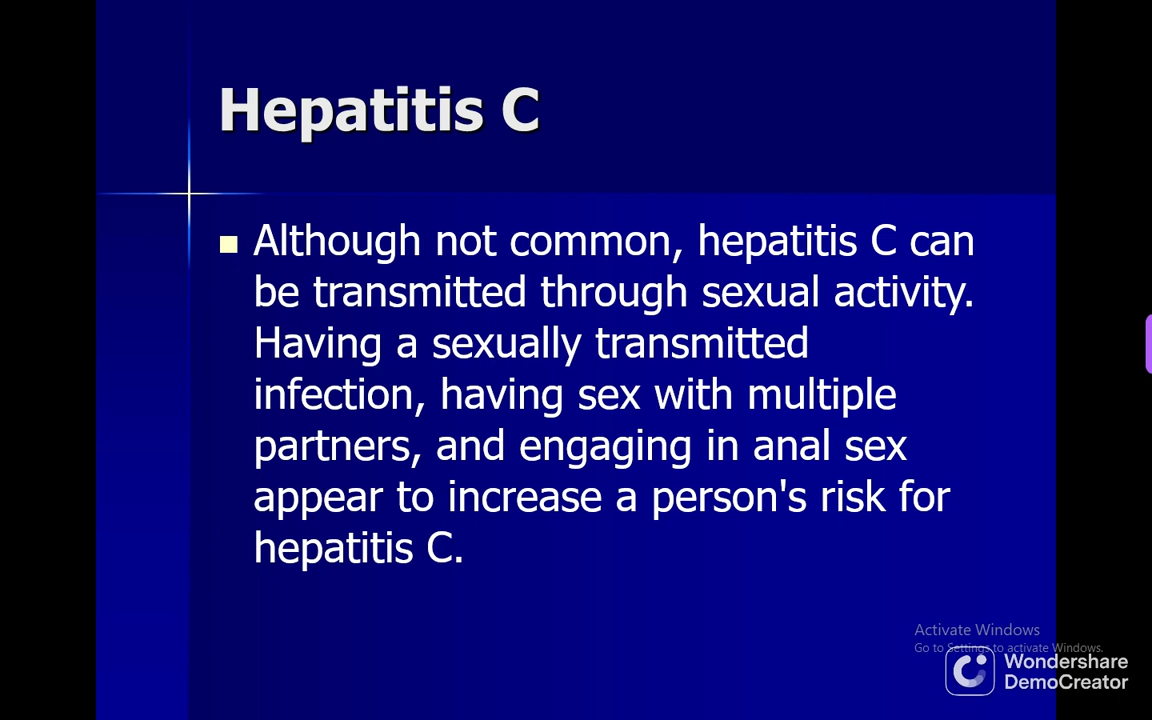 Hepatitis C
Although not common, hepatitis C can
be transmitted through sexual activity.
Having a sexually transmitted
infection, having sex with multiple
partners, and engaging in anal sex
appear to increase a person's risk for
hepatitis C.
Activate Windows
Go to Settings to activate Windows.
Wondershare
DemoCreator